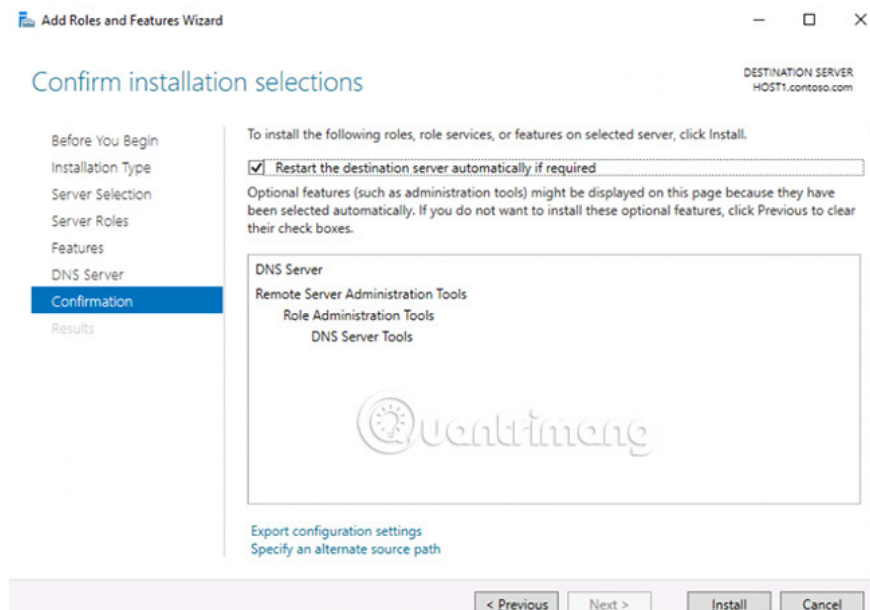 Add Roles and Features Wizard
Confirm installation selections
DESTINATION SERVER
HOST1.contoso.com
Before You Begin
Installation Type
Server Selection
Server Roles
Features
DNS Server
Confirmation
Results
To install the following roles, role services, or features on selected server, click Install.
Restart the destination server automatically if required
Optional features (such as administration tools) might be displayed on this page because they have
been selected automatically. If you do not want to install these optional features, click Previous to clear
their check boxes.
DNS Server
Remote Server Administration Tools
Role Administration Tools
DNS Server Tools
Quantrimang
Export configuration settings
Specify an alternate source path
< Previous
Next >
Install
Cancel